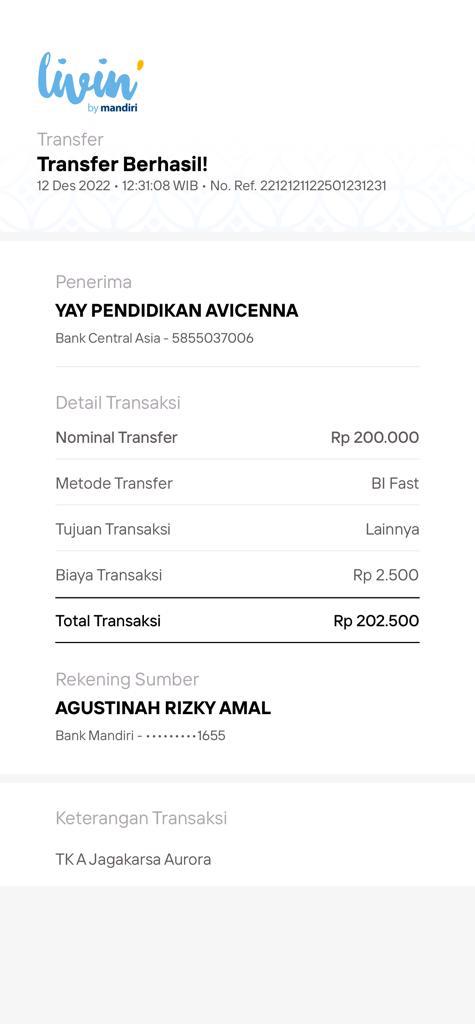 livin'
by mandiri
Transfer
Transfer Berhasil!
12 Des 2022 • 12:31:08 WIB • No. Ref. 2212121122501231231
Penerima
YAY PENDIDIKAN AVICENNA
Bank Central Asia - 5855037006
Detail Transaksi
Nominal Transfer Rp 200.000
Metode Transfer BI Fast
Tujuan Transaksi Lainnya
Biaya Transaksi Rp 2.500
Total Transaksi Rp 202.500
Rekening Sumber
AGUSTINAH RIZKY AMAL
Bank Mandiri - •••••••••1655
Keterangan Transaksi
TK A Jagakarsa Aurora